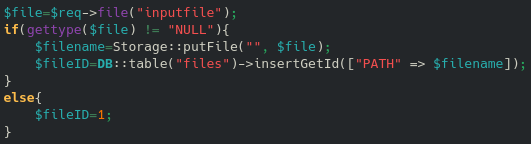 $file=$req->file("inputfile");
if(gettype($file) != "NULL"){
    $filename=Storage::putFile("", $file);
    $fileID=DB::table("files")->insertGetId(["PATH" => $filename]);
}
else{
    $fileID=1;
}